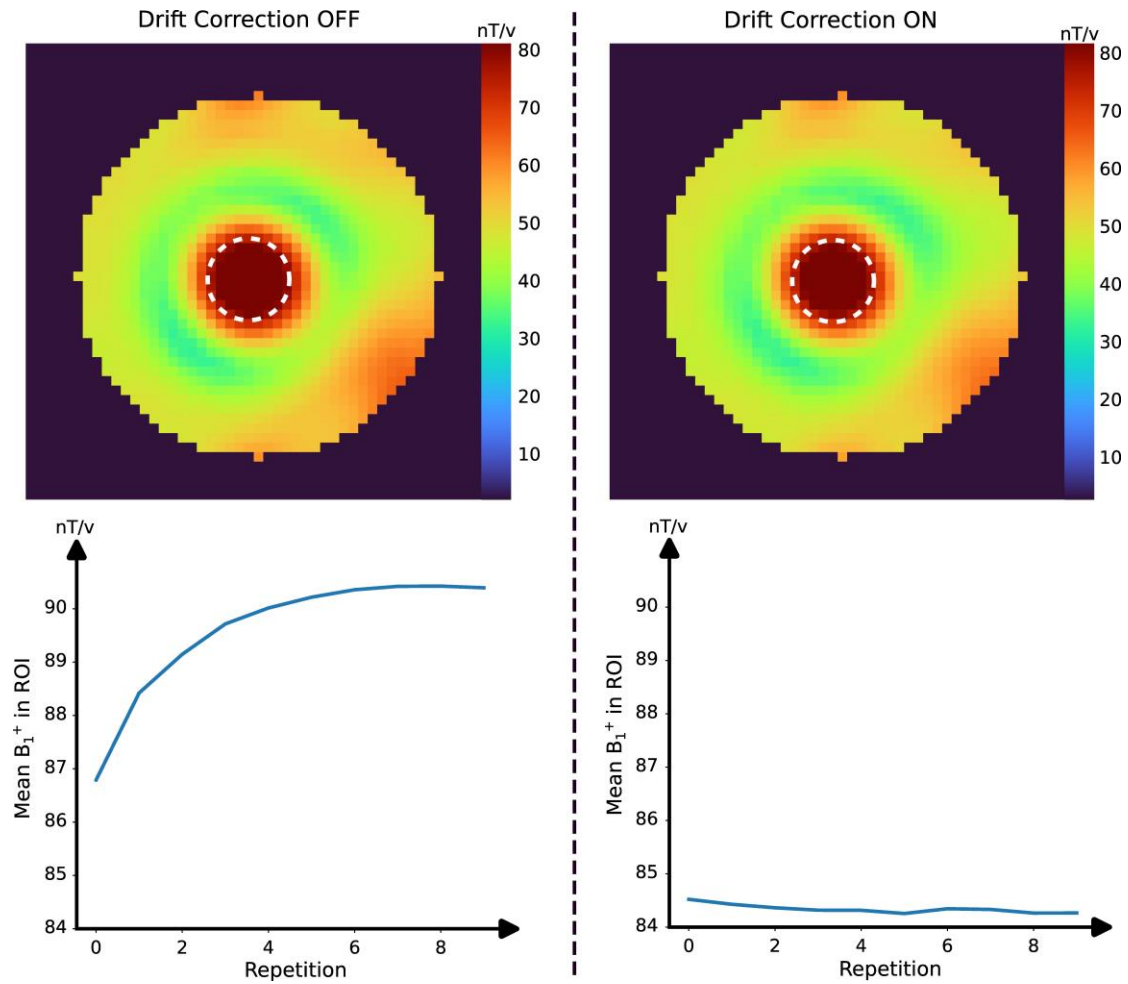 Drift Correction OFF
nT/v
80
70
60
50
40
30
20
10
Drift Correction ON
nT/v
80
70
60
50
40
30
20
10
nT/v
90
89
88
87
86
85
84
Mean B₁⁺ in ROI
0 2 4 6 8
Repetition
nT/v
90
89
88
87
86
85
84
Mean B₁⁺ in ROI
0 2 4 6 8
Repetition